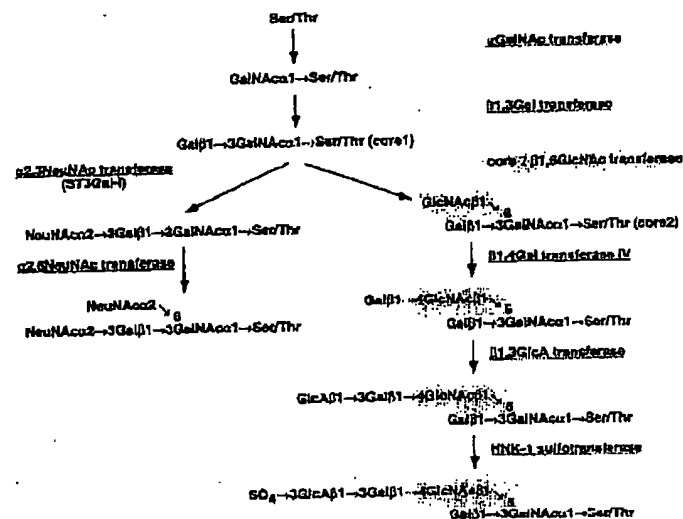 Ser/Thr
αGalNAc transferase
GalNAcα1→Ser/Thr
β1,3Gal transferase
Galβ1→3GalNAcα1→Ser/Thr (core1)
core 2 β1,6GlcNAc transferase
α2,3NeuNAc transferase
(ST3Gal-I)
GlcNAcβ1↘6
NeuNAcα2→3Galβ1→3GalNAcα1→Ser/Thr
Galβ1→3GalNAcα1→Ser/Thr (core2)
α2,6NeuNAc transferase
β1,4Gal transferase IV
NeuNAcα2↘6
Galβ1→4GlcNAcβ1↘6
NeuNAcα2→3Galβ1→3GalNAcα1→Ser/Thr
Galβ1→3GalNAcα1→Ser/Thr
β1,3GlcA transferase
GlcAβ1→3Galβ1→4GlcNAcβ1↘6
Galβ1→3GalNAcα1→Ser/Thr
HNK-1 sulfotransferase
SO4→3GlcAβ1→3Galβ1→4GlcNAcβ1↘6
Galβ1→3GalNAcα1→Ser/Thr